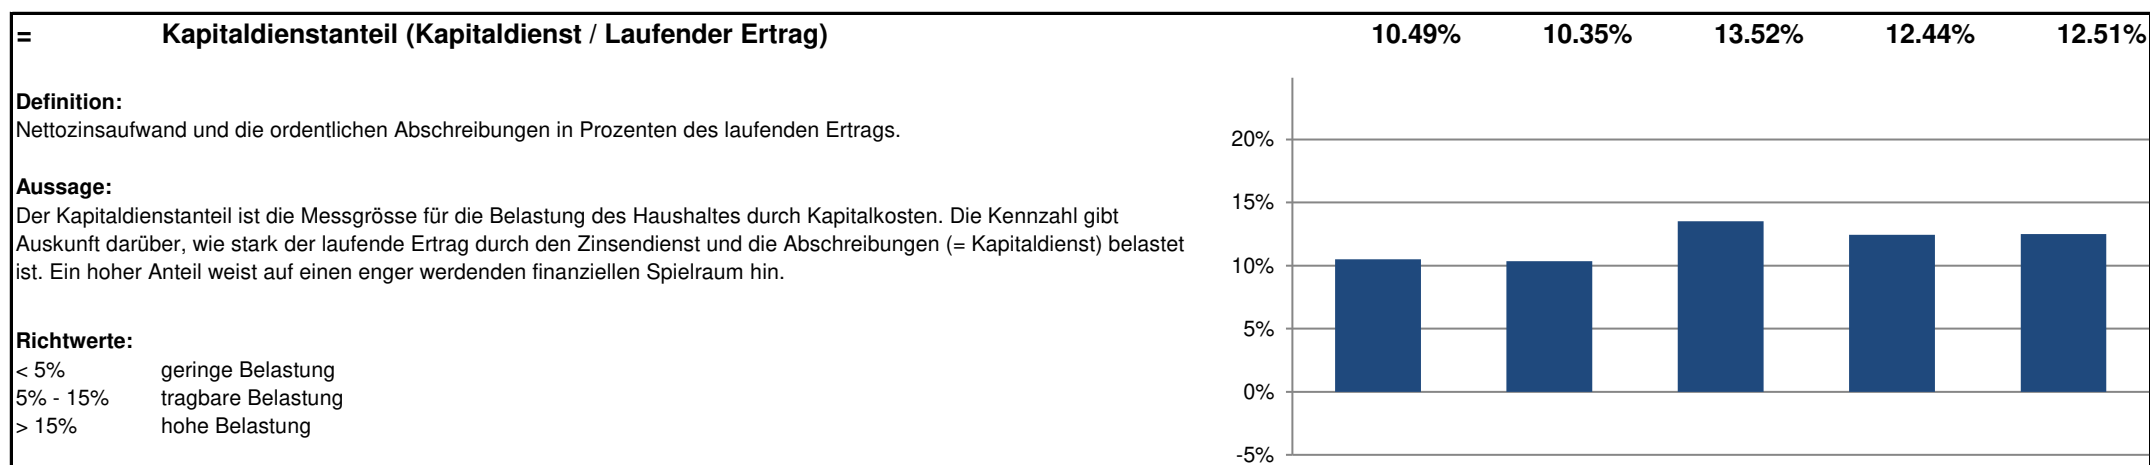 = Kapitaldienstanteil (Kapitaldienst / Laufender Ertrag) 10.49% 10.35% 13.52% 12.44% 12.51%
Definition:
Nettozinsaufwand und die ordentlichen Abschreibungen in Prozenten des laufenden Ertrags.
Aussage:
Der Kapitaldienstanteil ist die Messgrösse für die Belastung des Haushaltes durch Kapitalkosten. Die Kennzahl gibt
Auskunft darüber, wie stark der laufende Ertrag durch den Zinsendienst und die Abschreibungen (= Kapitaldienst) belastet
ist. Ein hoher Anteil weist auf einen enger werdenden finanziellen Spielraum hin.
Richtwerte:
< 5% geringe Belastung
5% - 15% tragbare Belastung
> 15% hohe Belastung
20%
15%
10%
5%
0%
-5%